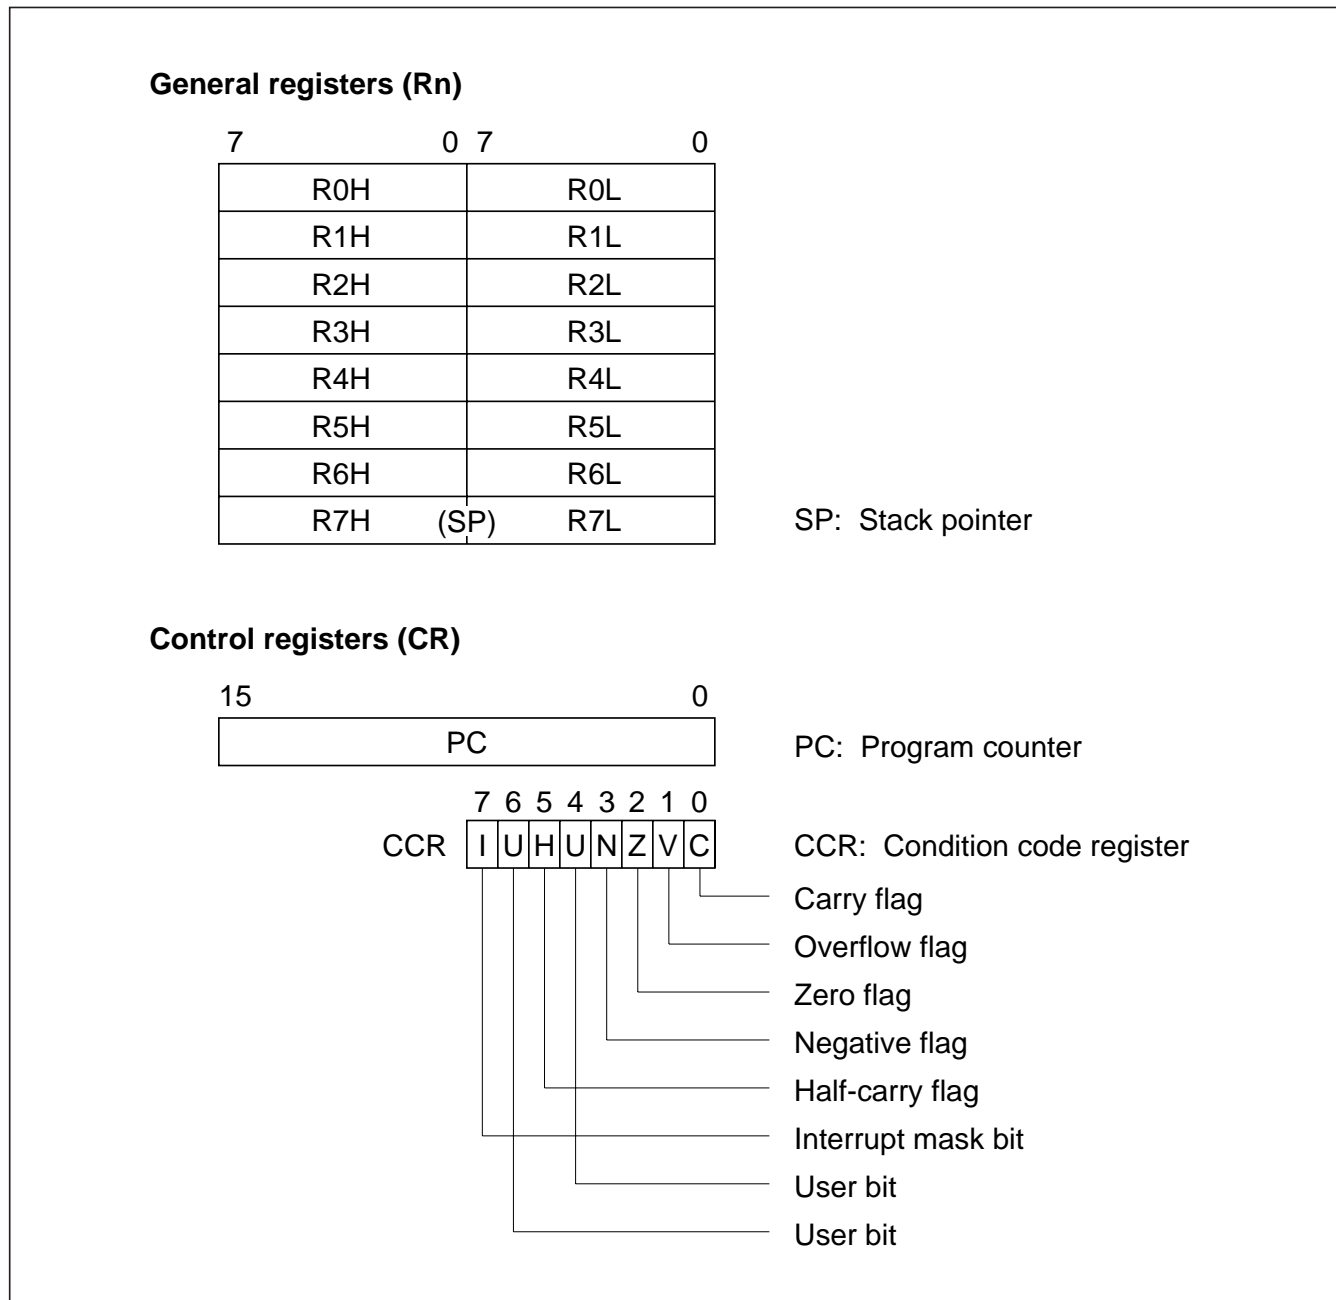 General registers (Rn)
7 0 7 0
R0H R0L
R1H R1L
R2H R2L
R3H R3L
R4H R4L
R5H R5L
R6H R6L
R7H (SP) R7L SP: Stack pointer
Control registers (CR)
15 0
PC PC: Program counter
7 6 5 4 3 2 1 0
CCR I U H U N Z V C CCR: Condition code register
Carry flag
Overflow flag
Zero flag
Negative flag
Half-carry flag
Interrupt mask bit
User bit
User bit